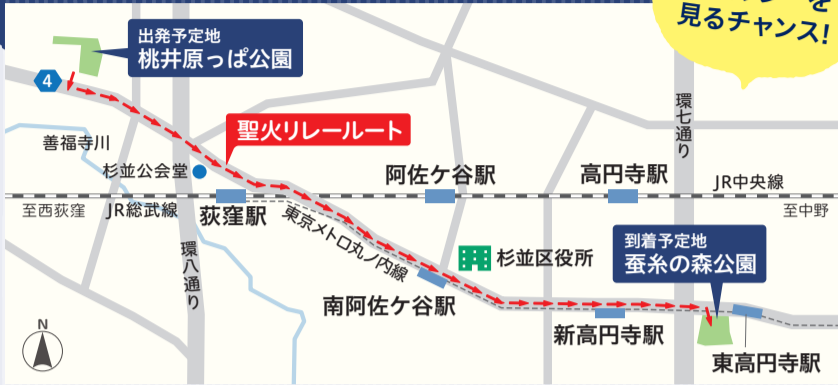 を
見るチャンス!
出発予定地
桃井原っぱ公園
4
聖火リレールート
環七通り
善福寺川
杉並公会堂
阿佐ケ谷駅
高円寺駅
JR中央線
至西荻窪
JR総武線
荻窪駅
至中野
東京メトロ丸ノ内線
杉並区役所
到着予定地
蚕糸の森公園
環八通り
南阿佐ケ谷駅
新高円寺駅
東高円寺駅
N